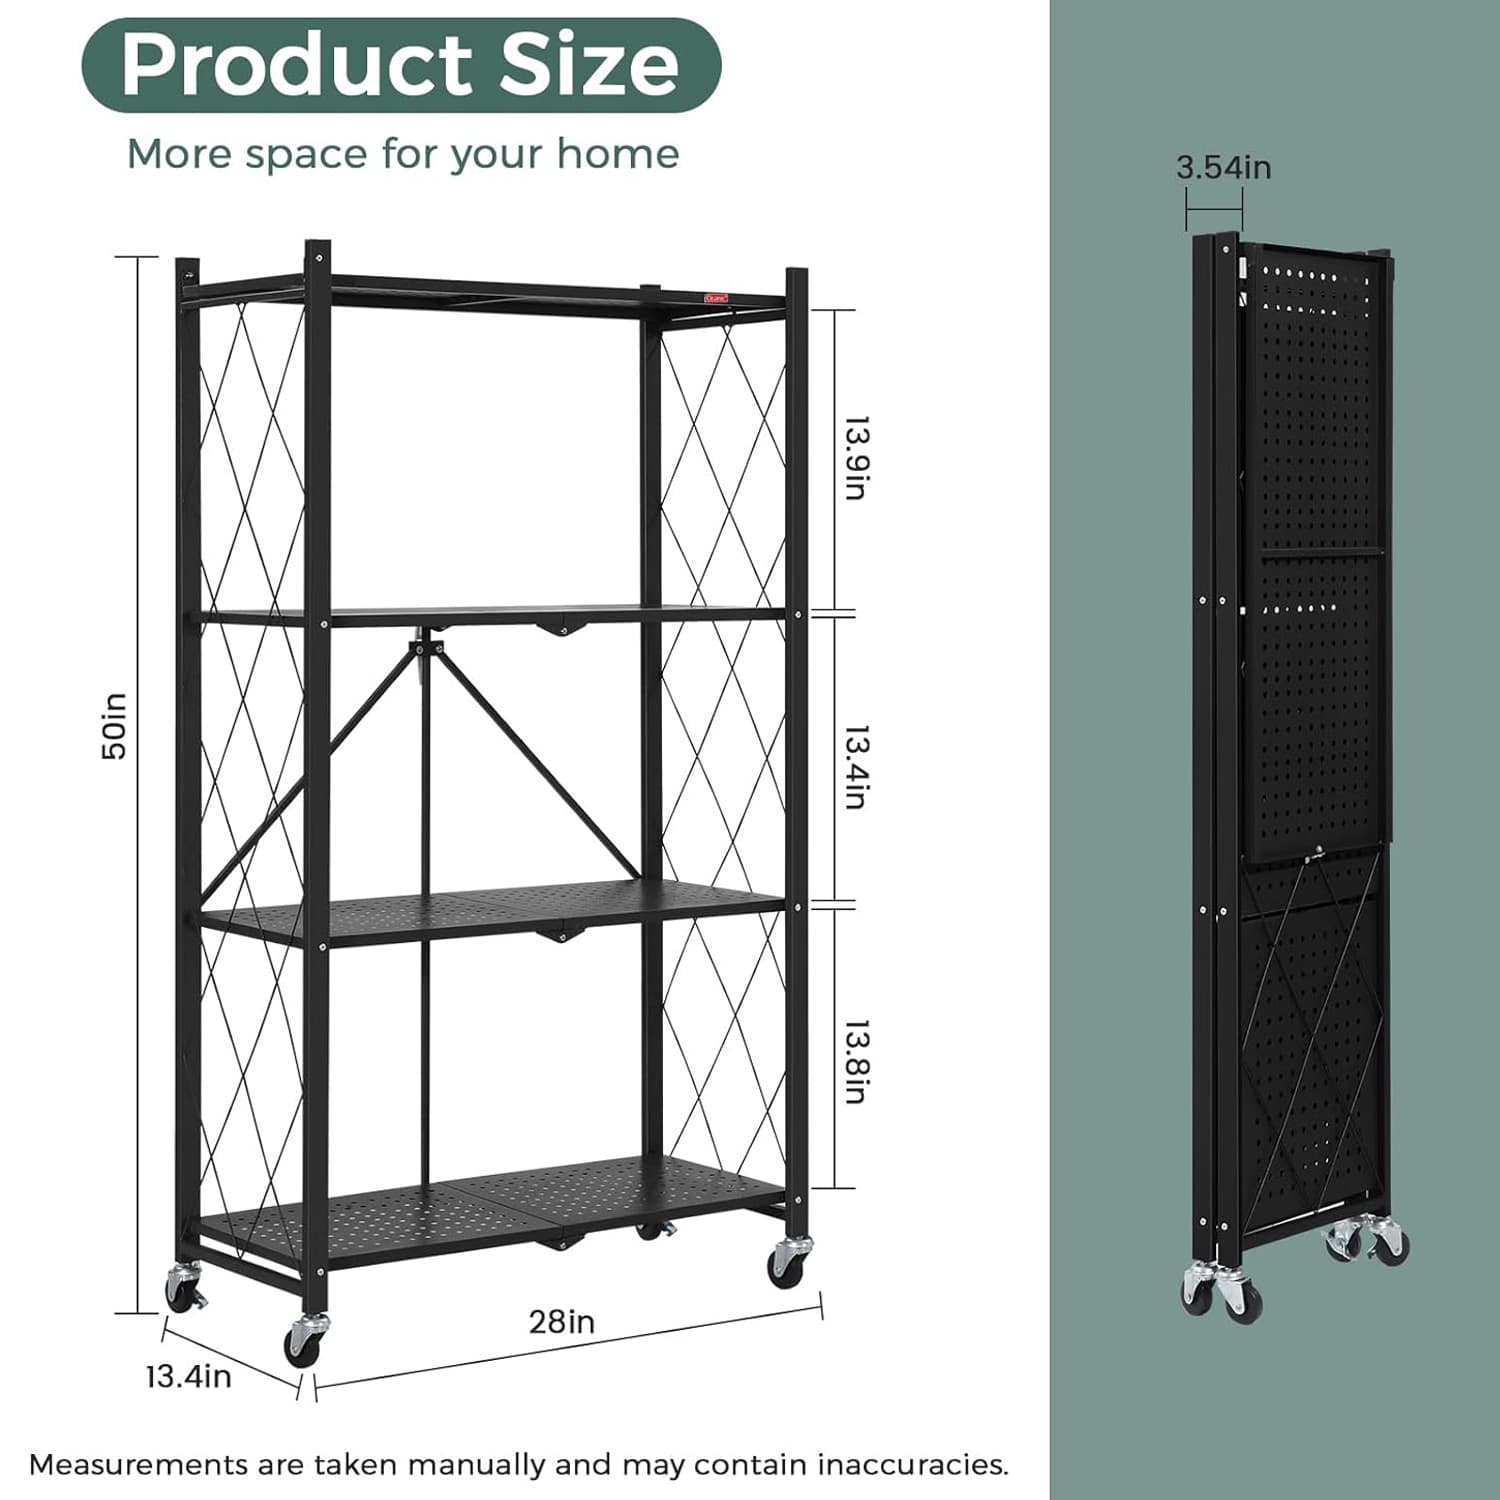 Product Size
More space for your home
3.54in
13.9in
50in
13.4in
13.8in
28in
13.4in
Measurements are taken manually and may contain inaccuracies.